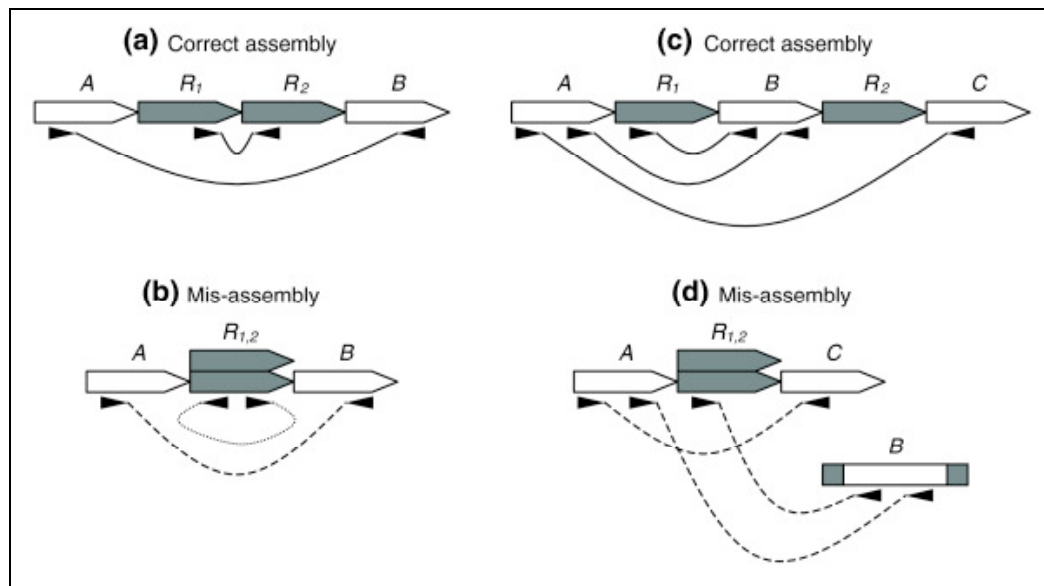 (a) Correct assembly
A R1 R2 B
(c) Correct assembly
A R1 B R2 C
(b) Mis-assembly
R1,2
A B
(d) Mis-assembly
R1,2
A C
B